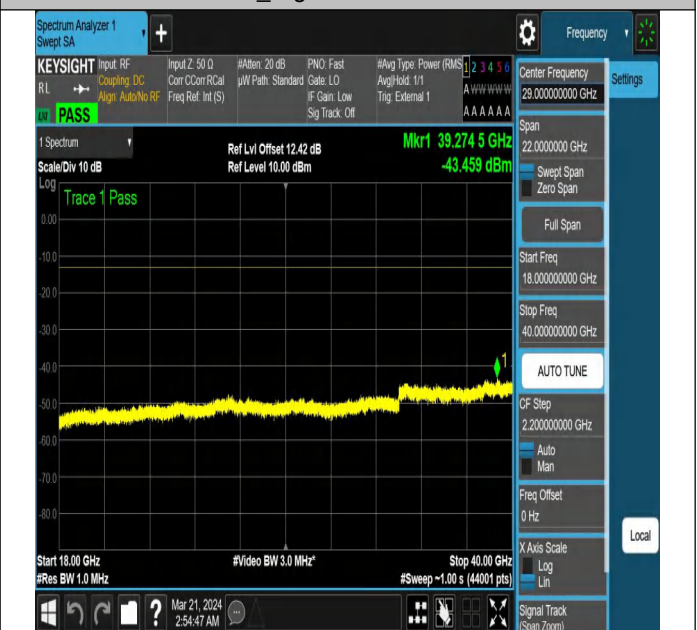 Spectrum Analyzer 1
Swept SA
+
Frequency
KEYSIGHT
RL
LXI
PASS
Input: RF
Coupling: DC
Align: Auto/No RF
Input Z: 50 Ω
Corr CCorr RCal
Freq Ref: Int (S)
#Atten: 20 dB
µW Path: Standard
PNO: Fast
Gate: LO
IF Gain: Low
Sig Track: Off
#Avg Type: Power (RMS
Avg|Hold: 1/1
Trig: External 1
1 2 3 4 5 6
A W W W W W
A A A A A A
1 Spectrum
Scale/Div 10 dB
Ref Lvl Offset 12.42 dB
Ref Level 10.00 dBm
Mkr1 39.274 5 GHz
-43.459 dBm
Log
Trace 1 Pass
0.00
-10.0
-20.0
-30.0
-40.0
-50.0
-60.0
-70.0
-80.0
1
Start 18.00 GHz
#Res BW 1.0 MHz
#Video BW 3.0 MHz*
Stop 40.00 GHz
#Sweep ~1.00 s (44001 pts)
?
Mar 21, 2024
2:54:47 AM
Center Frequency
29.000000000 GHz
Settings
Span
22.0000000 GHz
Swept Span
Zero Span
Full Span
Start Freq
18.000000000 GHz
Stop Freq
40.000000000 GHz
AUTO TUNE
CF Step
2.200000000 GHz
Auto
Man
Freq Offset
0 Hz
X Axis Scale
Log
Lin
Local
Signal Track
(Span Zoom)